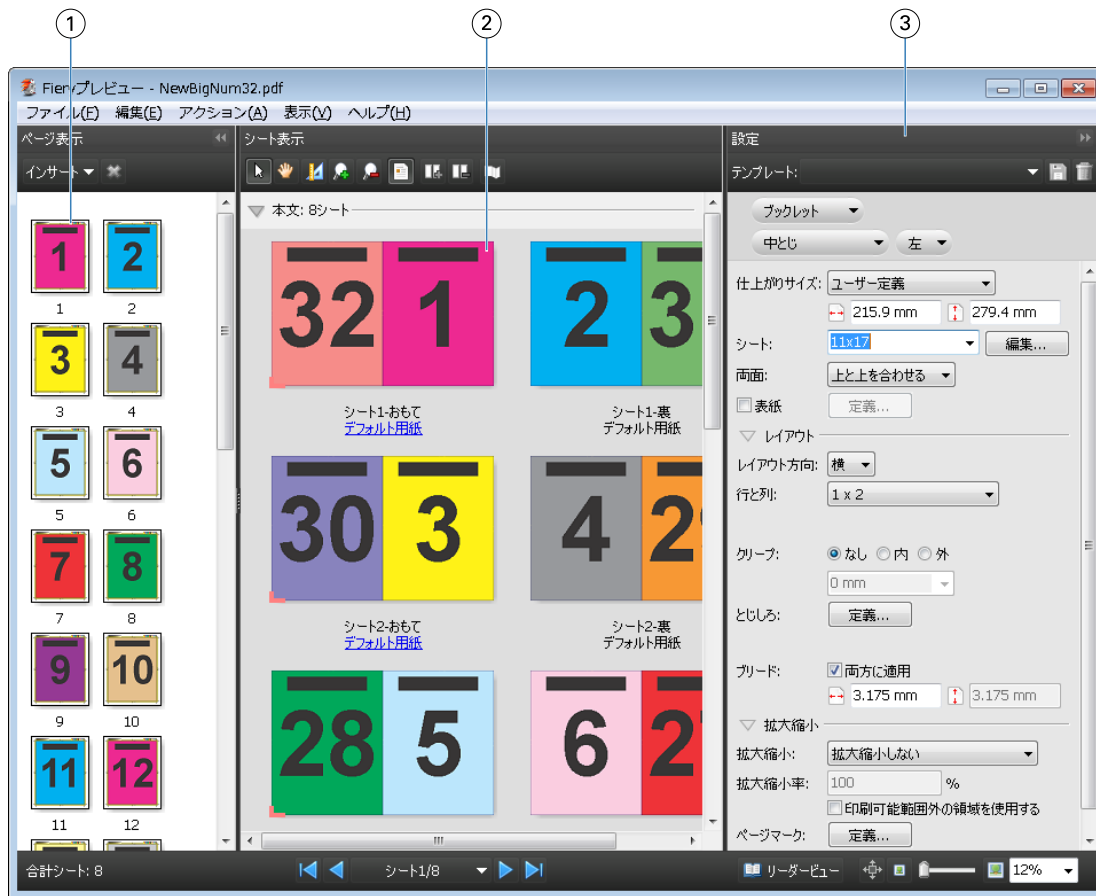 1
2
3
Fieryプレビュー - NewBigNum32.pdf
ファイル(F) 編集(E) アクション(A) 表示(V) ヘルプ(H)
ページ表示
インサート
1 2
1 2
3 4
3 4
5 6
5 6
7 8
7 8
9 10
9 10
11 12
11 12
シート表示
本文: 8シート
32 1 2 3
シート1-おもて シート1-裏
デフォルト用紙 デフォルト用紙
30 3 4
シート2-おもて シート2-裏
デフォルト用紙 デフォルト用紙
28 5 6
設定
テンプレート:
ブックレット
中とじ 左
仕上がりサイズ: ユーザー定義
215.9 mm 279.4 mm
シート: 11x17 編集...
両面: 上と上を合わせる
表紙 定義...
レイアウト
レイアウト方向: 横
行と列: 1 x 2
クリープ: なし 内 外
0 mm
とじしろ: 定義...
ブリード: 両方に適用
3.175 mm 3.175 mm
拡大縮小
拡大縮小: 拡大縮小しない
拡大縮小率: 100 %
印刷可能範囲外の領域を使用する
ページマーク: 定義...
合計シート: 8 シート1/8 リーダービュー 12%